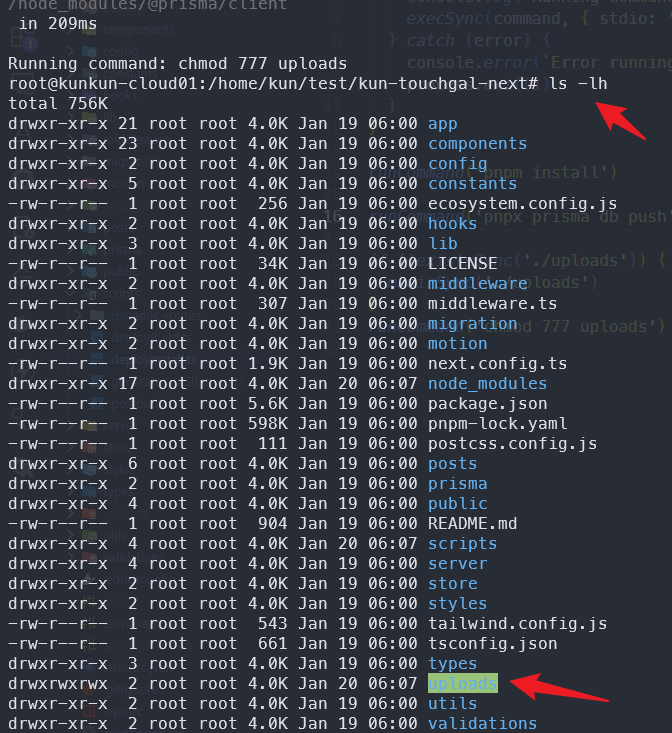 /node_modules/@prisma/client
 in 209ms

Running command: chmod 777 uploads
root@kunkun-cloud01:/home/kun/test/kun-touchgal-next# ls -lh
total 756K
drwxr-xr-x 21 root root 4.0K Jan 19 06:00 app
drwxr-xr-x 23 root root 4.0K Jan 19 06:00 components
drwxr-xr-x  2 root root 4.0K Jan 19 06:00 config
drwxr-xr-x  5 root root 4.0K Jan 19 06:00 constants
-rw-r--r--  1 root root  256 Jan 19 06:00 ecosystem.config.js
drwxr-xr-x  2 root root 4.0K Jan 19 06:00 hooks
drwxr-xr-x  3 root root 4.0K Jan 19 06:00 lib
-rw-r--r--  1 root root  34K Jan 19 06:00 LICENSE
drwxr-xr-x  2 root root 4.0K Jan 19 06:00 middleware
-rw-r--r--  1 root root  307 Jan 19 06:00 middleware.ts
drwxr-xr-x  2 root root 4.0K Jan 19 06:00 migration
drwxr-xr-x  2 root root 4.0K Jan 19 06:00 motion
-rw-r--r--  1 root root 1.9K Jan 19 06:00 next.config.ts
drwxr-xr-x 17 root root 4.0K Jan 20 06:07 node_modules
-rw-r--r--  1 root root 5.6K Jan 19 06:00 package.json
-rw-r--r--  1 root root 598K Jan 19 06:00 pnpm-lock.yaml
-rw-r--r--  1 root root  111 Jan 19 06:00 postcss.config.js
drwxr-xr-x  6 root root 4.0K Jan 19 06:00 posts
drwxr-xr-x  2 root root 4.0K Jan 19 06:00 prisma
drwxr-xr-x  4 root root 4.0K Jan 19 06:00 public
-rw-r--r--  1 root root  904 Jan 19 06:00 README.md
drwxr-xr-x  4 root root 4.0K Jan 20 06:07 scripts
drwxr-xr-x  4 root root 4.0K Jan 19 06:00 server
drwxr-xr-x  2 root root 4.0K Jan 19 06:00 store
drwxr-xr-x  2 root root 4.0K Jan 19 06:00 styles
-rw-r--r--  1 root root  543 Jan 19 06:00 tailwind.config.js
-rw-r--r--  1 root root  661 Jan 19 06:00 tsconfig.json
drwxr-xr-x  3 root root 4.0K Jan 19 06:00 types
drwxrwxrwx  2 root root 4.0K Jan 20 06:07 uploads
drwxr-xr-x  2 root root 4.0K Jan 19 06:00 utils
drwxr-xr-x  2 root root 4.0K Jan 19 06:00 validations